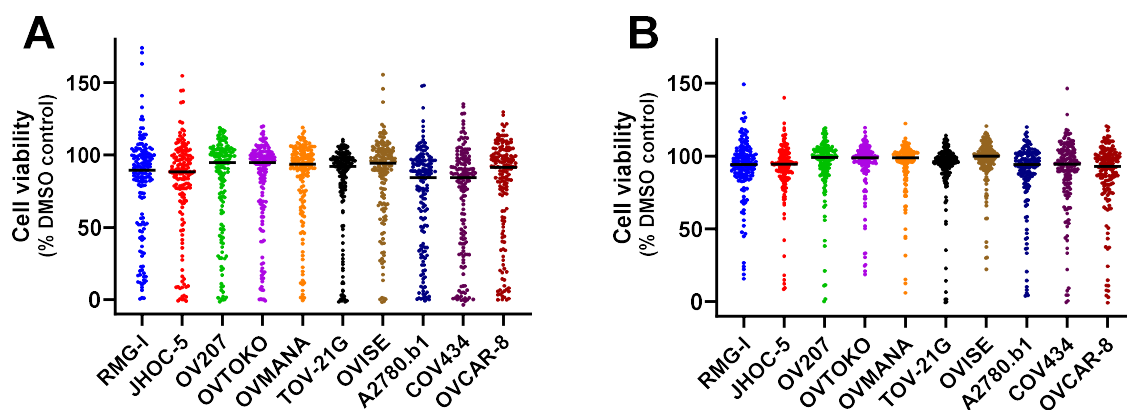 A
Cell viability
(% DMSO control)
150
100
50
0
RMG-I
JHOC-5
OV207
OVTOKO
OVMANA
TOV-21G
OVISE
A2780.b1
COV434
OVCAR-8
B
Cell viability
(% DMSO control)
150
100
50
0
RMG-I
JHOC-5
OV207
OVTOKO
OVMANA
TOV-21G
OVISE
A2780.b1
COV434
OVCAR-8